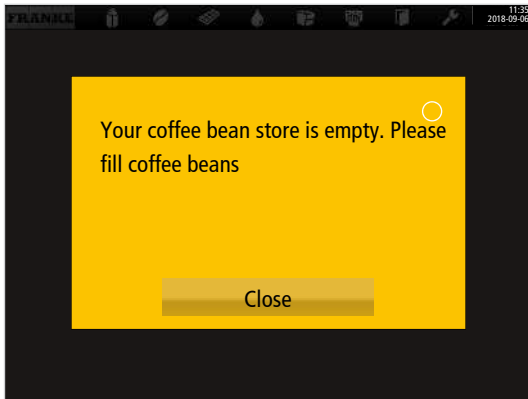 FRANKE
11:35
2018-09-06
Your coffee bean store is empty. Please
fill coffee beans
Close